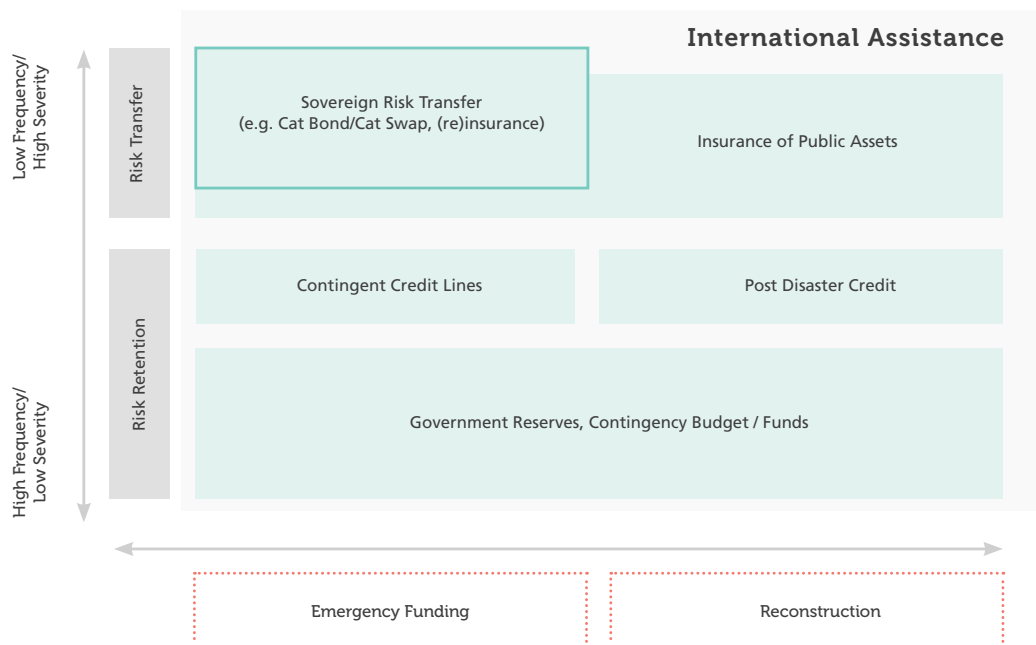 International Assistance
Low Frequency/
High Severity
Risk Transfer
Sovereign Risk Transfer
(e.g. Cat Bond/Cat Swap, (re)insurance)
Insurance of Public Assets
High Frequency/
Low Severity
Risk Retention
Contingent Credit Lines
Post Disaster Credit
Government Reserves, Contingency Budget / Funds
Emergency Funding
Reconstruction